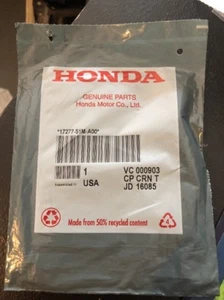 HONDA
GENUINE PARTS
Honda Motor Co., Ltd.
*17277-S1M-A00*
1 VC 000903
CP CRN T
USA JD 16085
Made from 50% recycled content